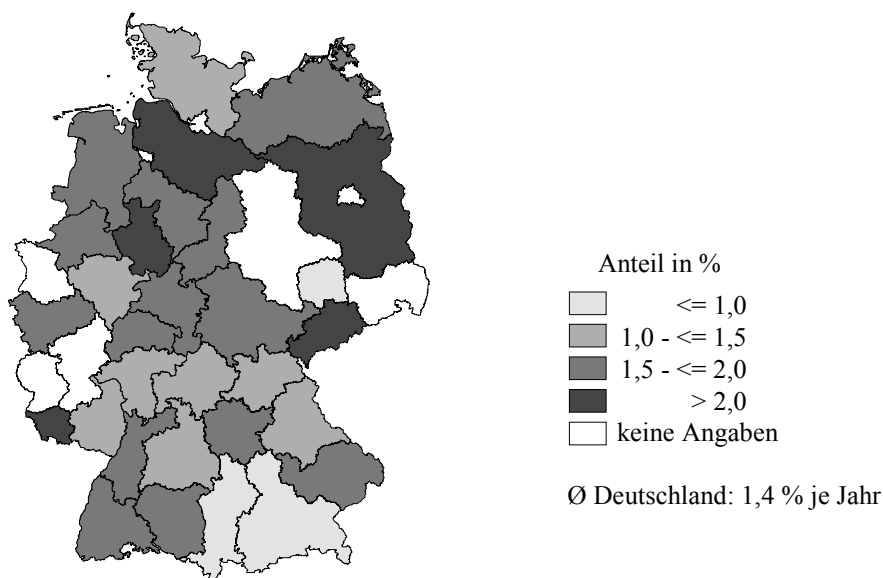 Anteil in %
<= 1,0
1,0 - <= 1,5
1,5 - <= 2,0
> 2,0
keine Angaben
Ø Deutschland: 1,4 % je Jahr